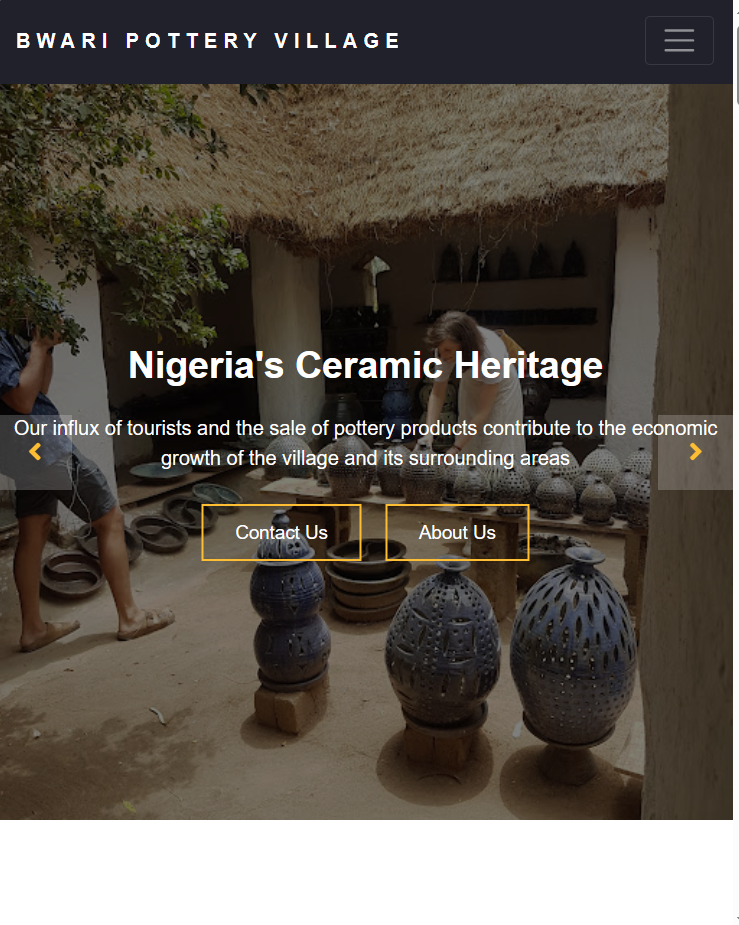 BWARI POTTERY VILLAGE
Nigeria's Ceramic Heritage
Our influx of tourists and the sale of pottery products contribute to the economic
growth of the village and its surrounding areas
Contact Us
About Us